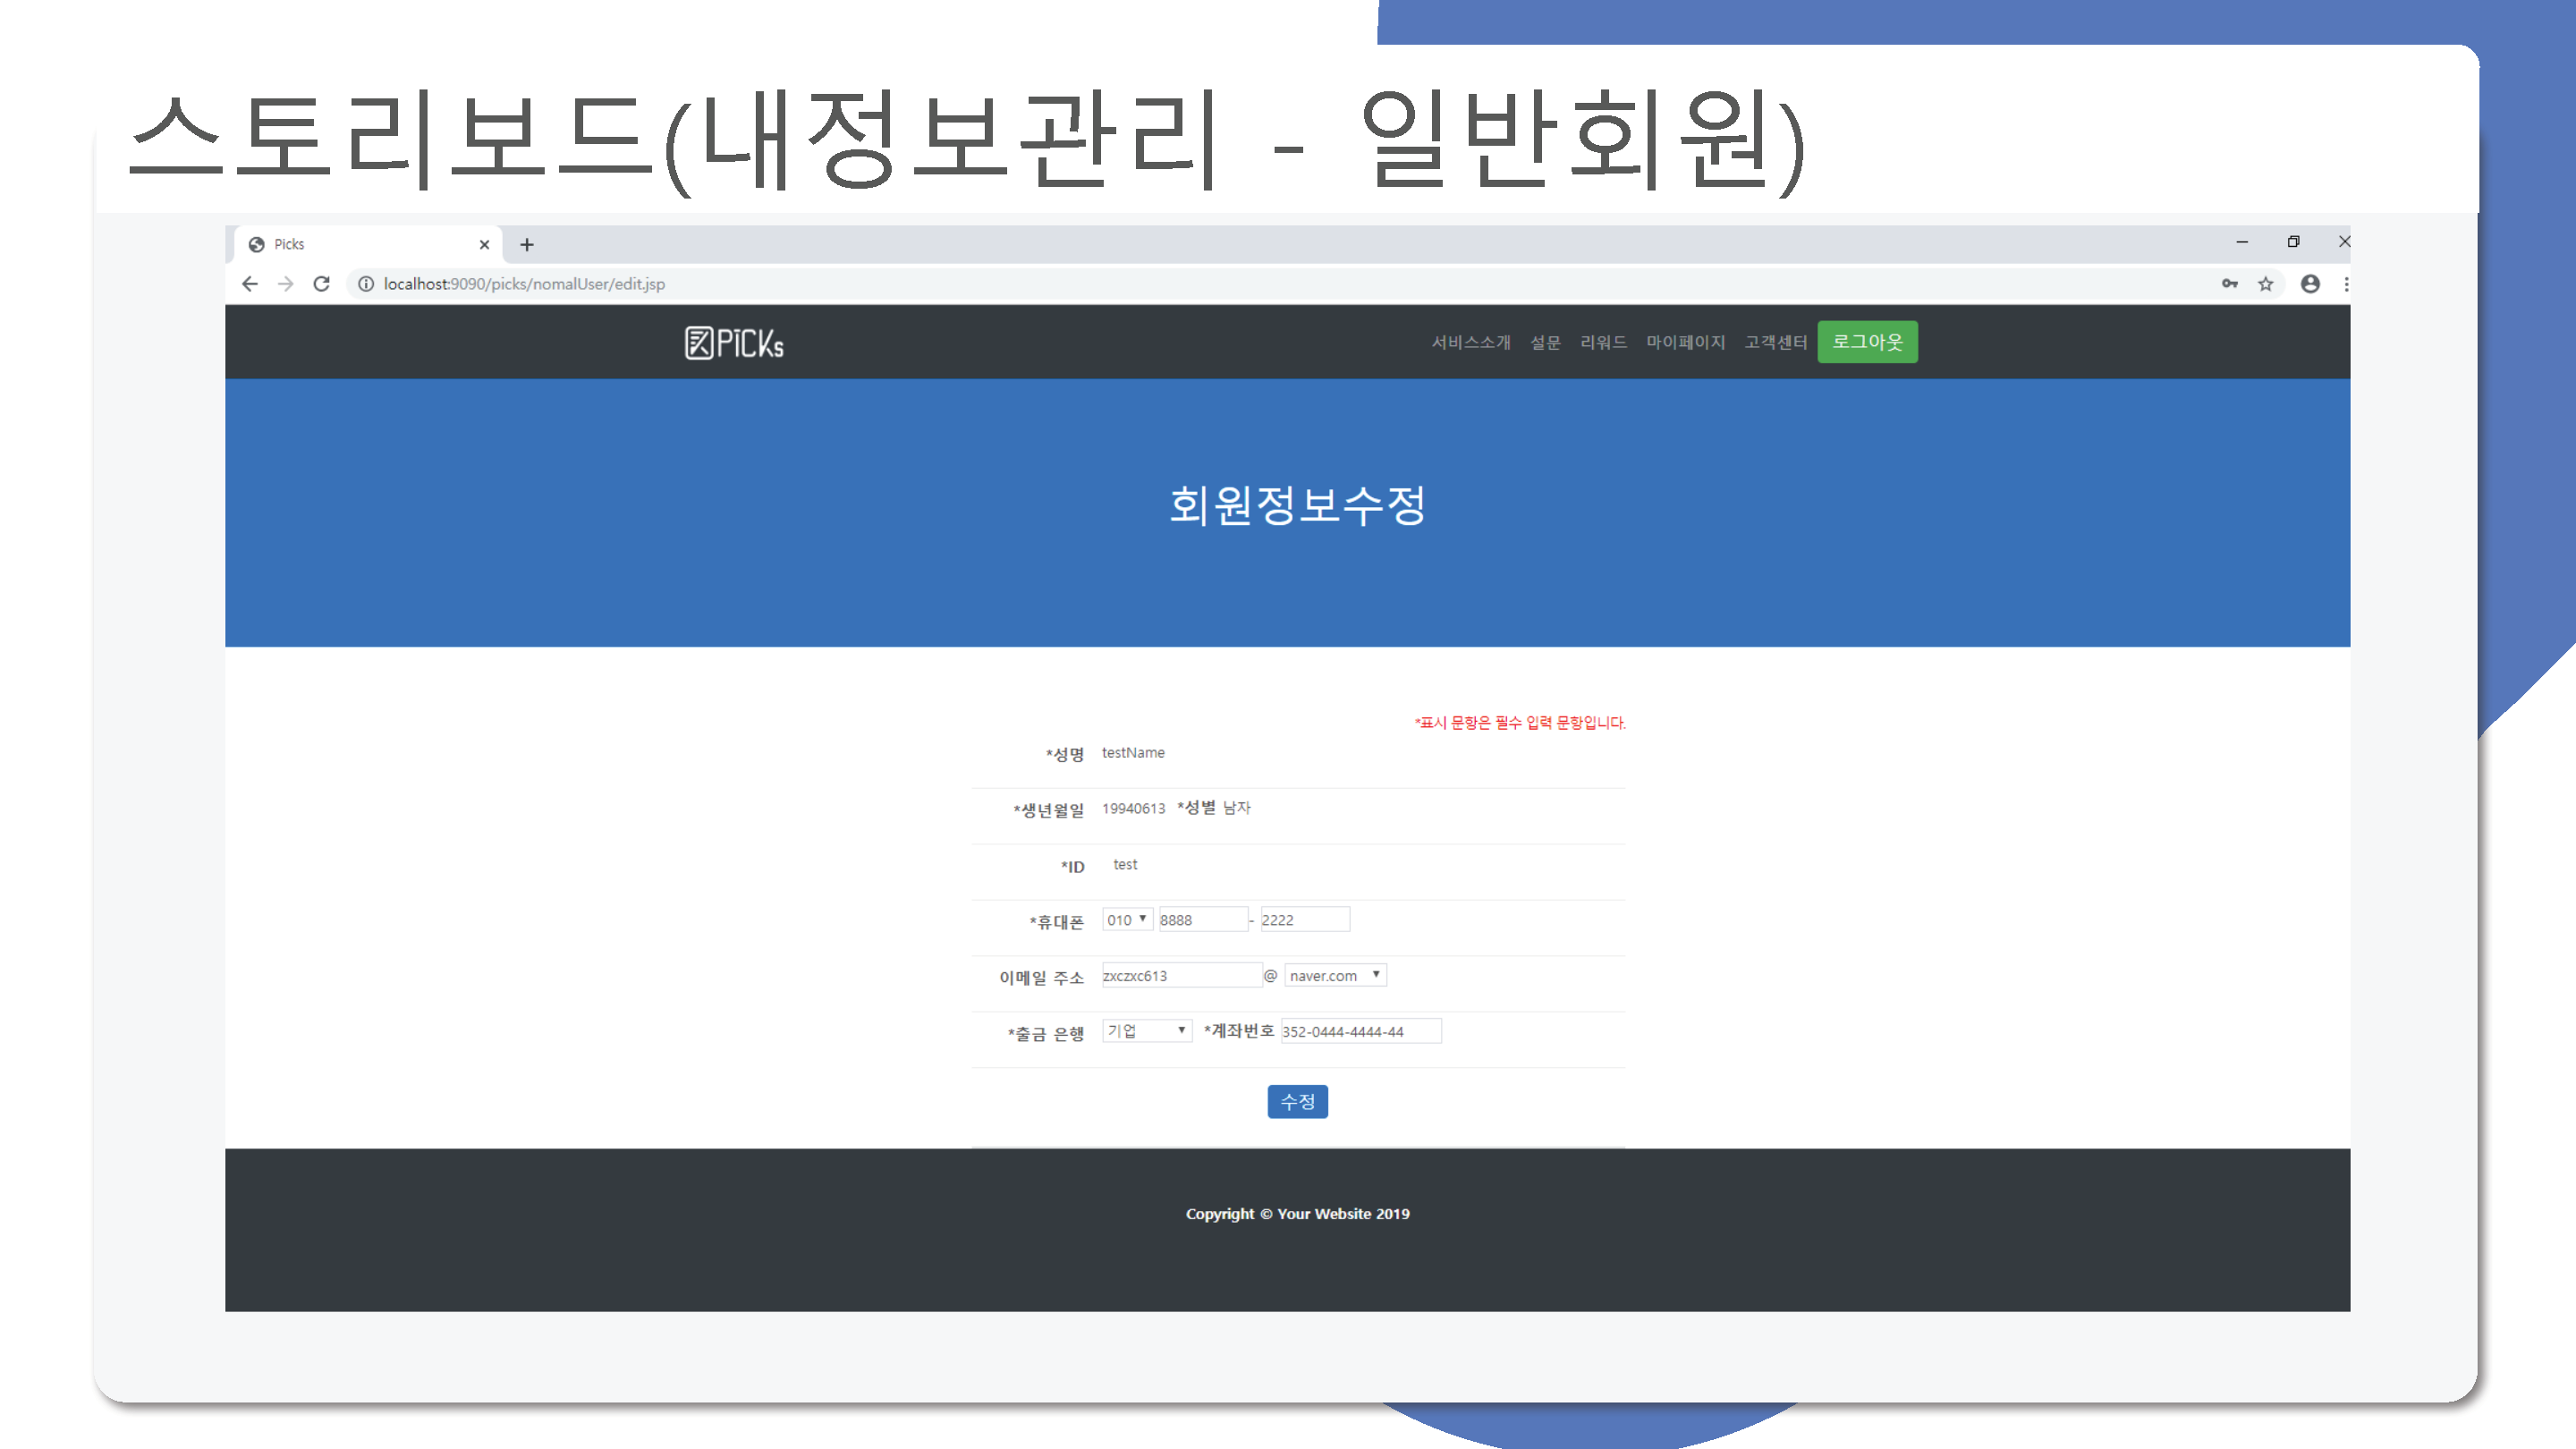 스토리보드(내정보관리 - 일반회원)
Picks
localhost:9090/picks/nomalUser/edit.jsp
PiCKs 서비스소개 설문 리워드 마이페이지 고객센터 로그아웃
회원정보수정
*표시 문항은 필수 입력 문항입니다.
*성명 testName
*생년월일 19940613 *성별 남자
*ID test
*휴대폰 010 8888 - 2222
이메일 주소 zxczxc613 @ naver.com
*출금 은행 기업 *계좌번호 352-0444-4444-44
수정
Copyright © Your Website 2019